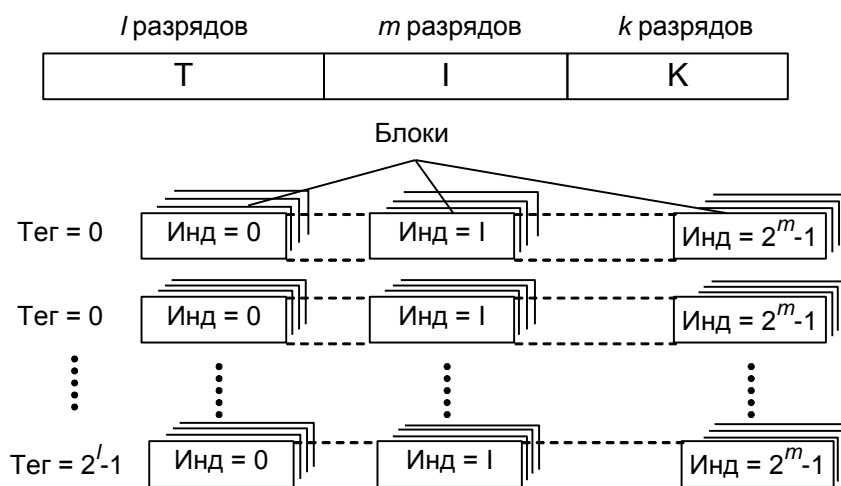 l разрядов m разрядов k разрядов
T I K
Блоки
Тег = 0 Инд = 0 Инд = I Инд = 2^m-1
Тег = 0 Инд = 0 Инд = I Инд = 2^m-1
Тег = 2^l-1 Инд = 0 Инд = I Инд = 2^m-1